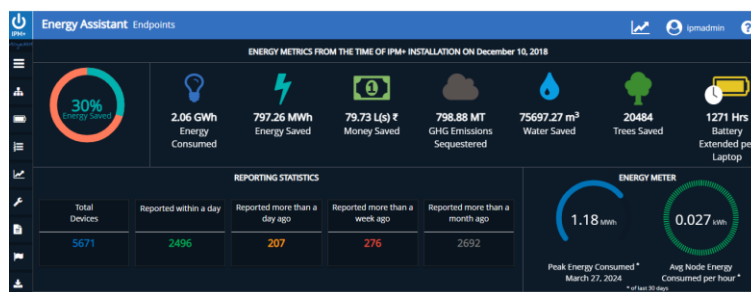 Energy Assistant Endpoints
ipmadmin
IPM+
ENERGY METRICS FROM THE TIME OF IPM+ INSTALLATION ON December 10, 2018
30%
Energy Saved
2.06 GWh
Energy
Consumed
797.26 MWh
Energy Saved
1
79.73 L(s) ₹
Money Saved
798.88 MT
GHG Emissions
Sequestered
75697.27 m³
Water Saved
20484
Trees Saved
1271 Hrs
Battery
Extended pe
Laptop
REPORTING STATISTICS
Total
Devices
5671
Reported within a day
2496
Reported more than a
day ago
207
Reported more than a
week ago
276
Reported more than a
month ago
2692
ENERGY METER
1.18 MWh
Peak Energy Consumed *
March 27, 2024
0.027 kWh
Avg Node Energy
Consumed per hour *
* of last 30 days